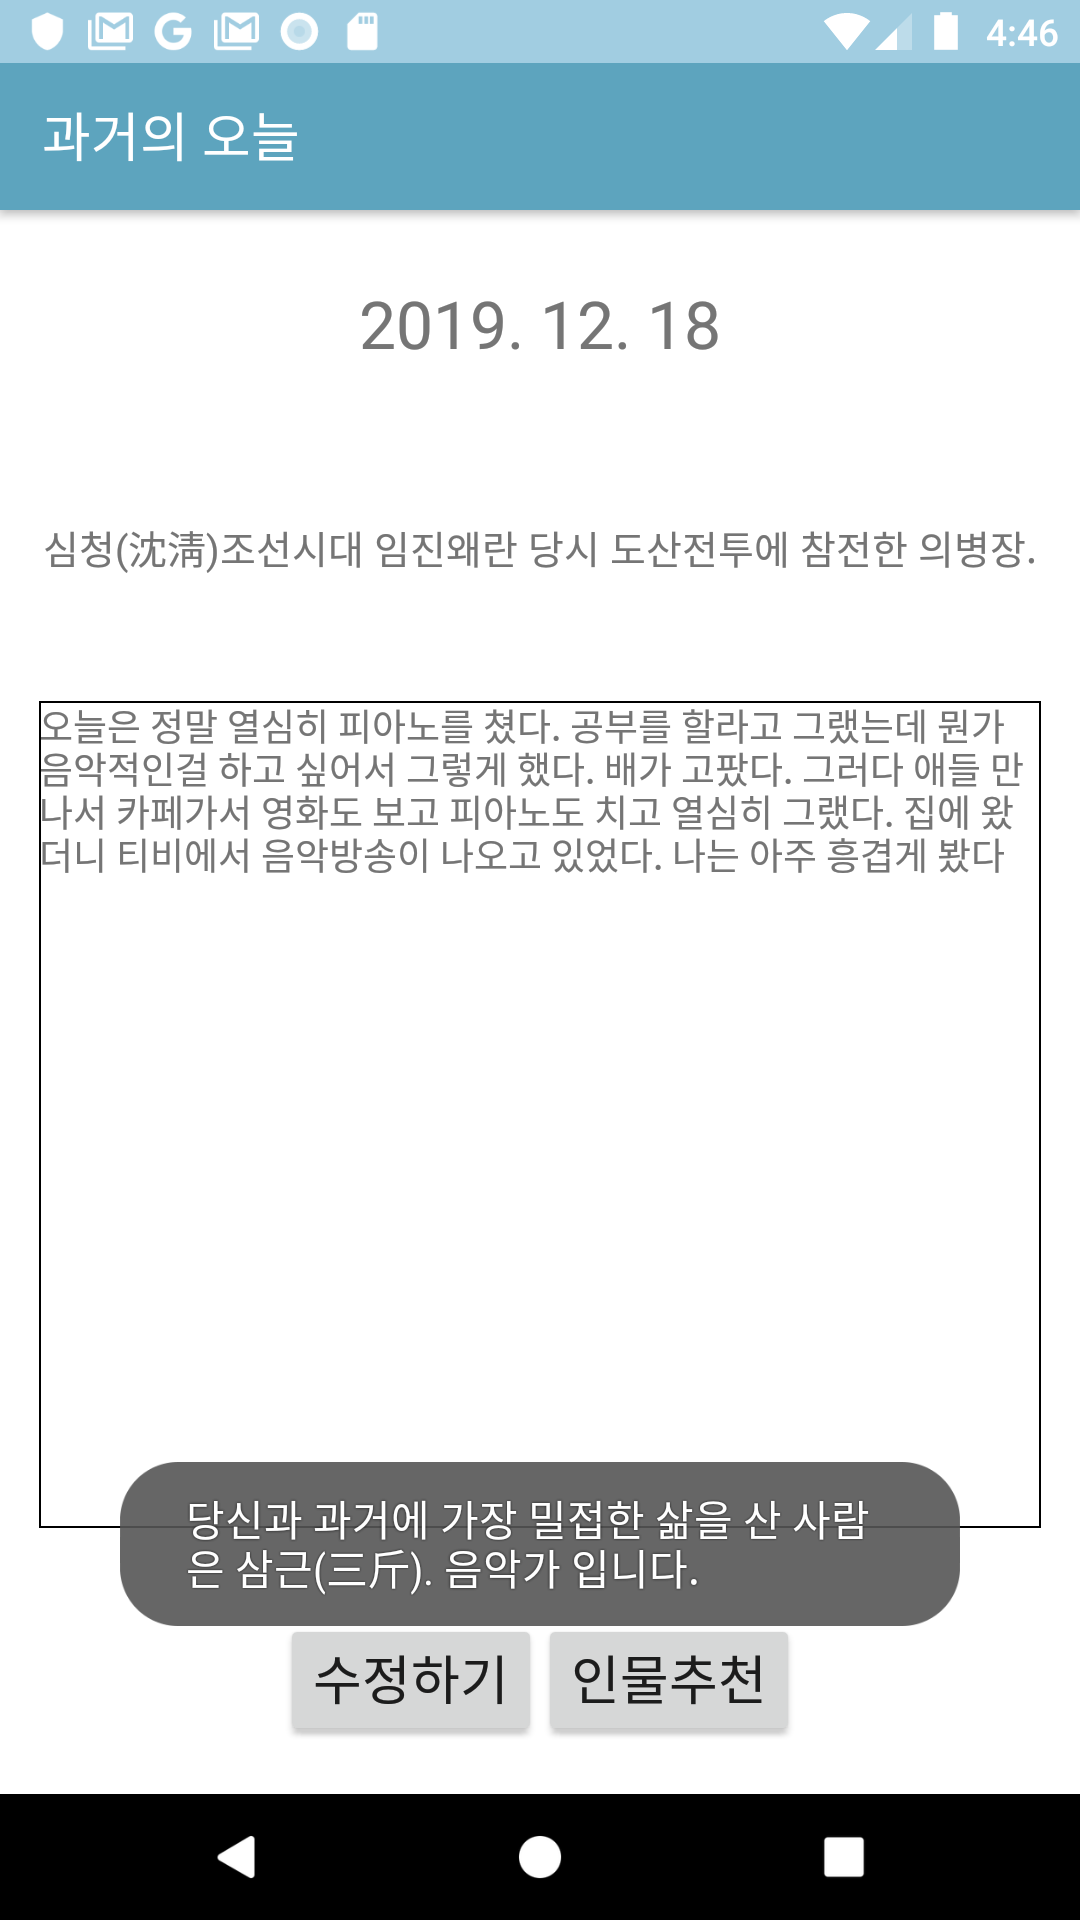 4:46
과거의 오늘
2019. 12. 18
심청(沈淸)조선시대 임진왜란 당시 도산전투에 참전한 의병장.
오늘은 정말 열심히 피아노를 쳤다. 공부를 할라고 그랬는데 뭔가
음악적인걸 하고 싶어서 그렇게 했다. 배가 고팠다. 그러다 애들 만
나서 카페가서 영화도 보고 피아노도 치고 열심히 그랬다. 집에 왔
더니 티비에서 음악방송이 나오고 있었다. 나는 아주 흥겹게 봤다
당신과 과거에 가장 밀접한 삶을 산 사람
은 삼근(三斤). 음악가 입니다.
수정하기 인물추천